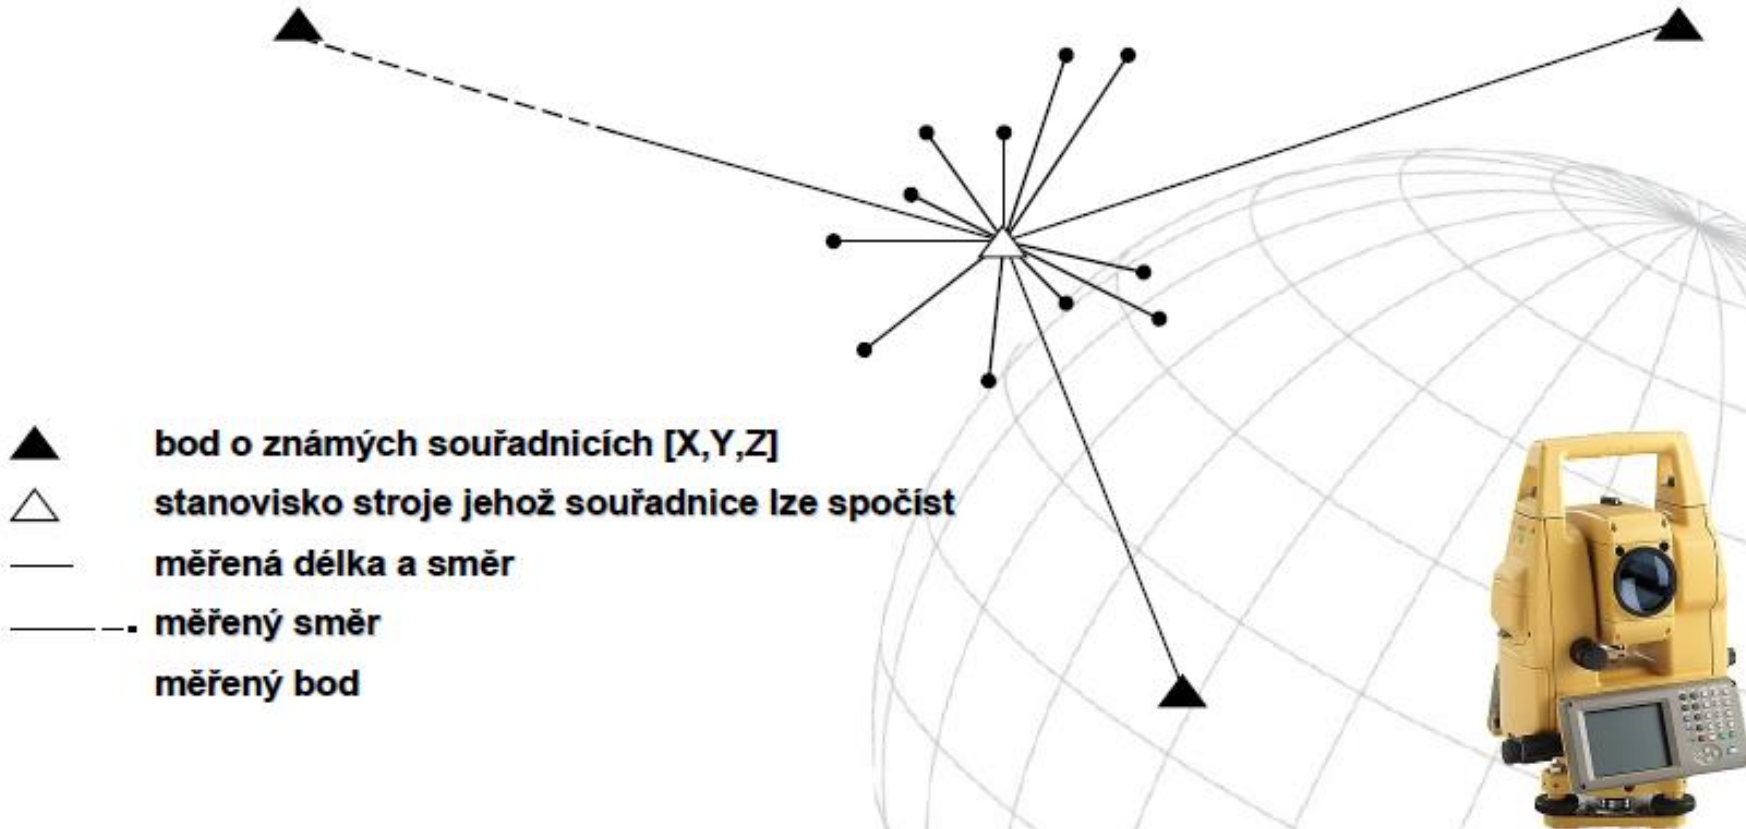 bod o známých souřadnicích [X,Y,Z]
stanovisko stroje jehož souřadnice lze spočíst
měřená délka a směr
měřený směr
měřený bod